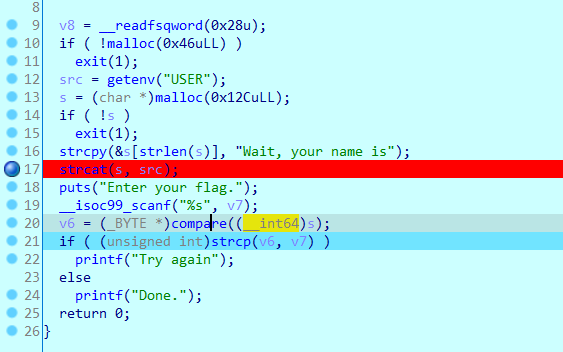 8
9 v8 = __readfsqword(0x28u);
10 if ( !malloc(0x46uLL) )
11 exit(1);
12 src = getenv("USER");
13 s = (char *)malloc(0x12CuLL);
14 if ( !s )
15 exit(1);
16 strcpy(&s[strlen(s)], "Wait, your name is");
17 strcat(s, src);
18 puts("Enter your flag.");
19 __isoc99_scanf("%s", v7);
20 v6 = (_BYTE *)compare((__int64)s);
21 if ( (unsigned int)strcp(v6, v7) )
22 printf("Try again");
23 else
24 printf("Done.");
25 return 0;
26 }